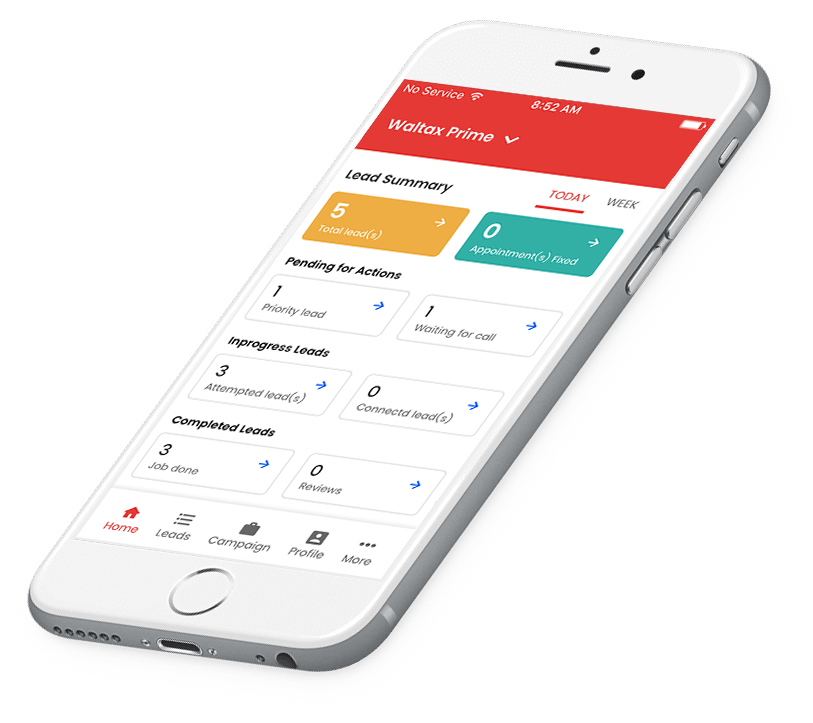 No Service 8:52 AM
Waltax Prime
Lead Summary TODAY WEEK
5 0
Total lead(s) Appointment(s) Fixed
Pending for Actions
1 1
Priority lead Waiting for call
Inprogress Leads
3 0
Attempted lead(s) Connectd lead(s)
Completed Leads
3 0
Job done Reviews
Home Leads Campaign Profile More